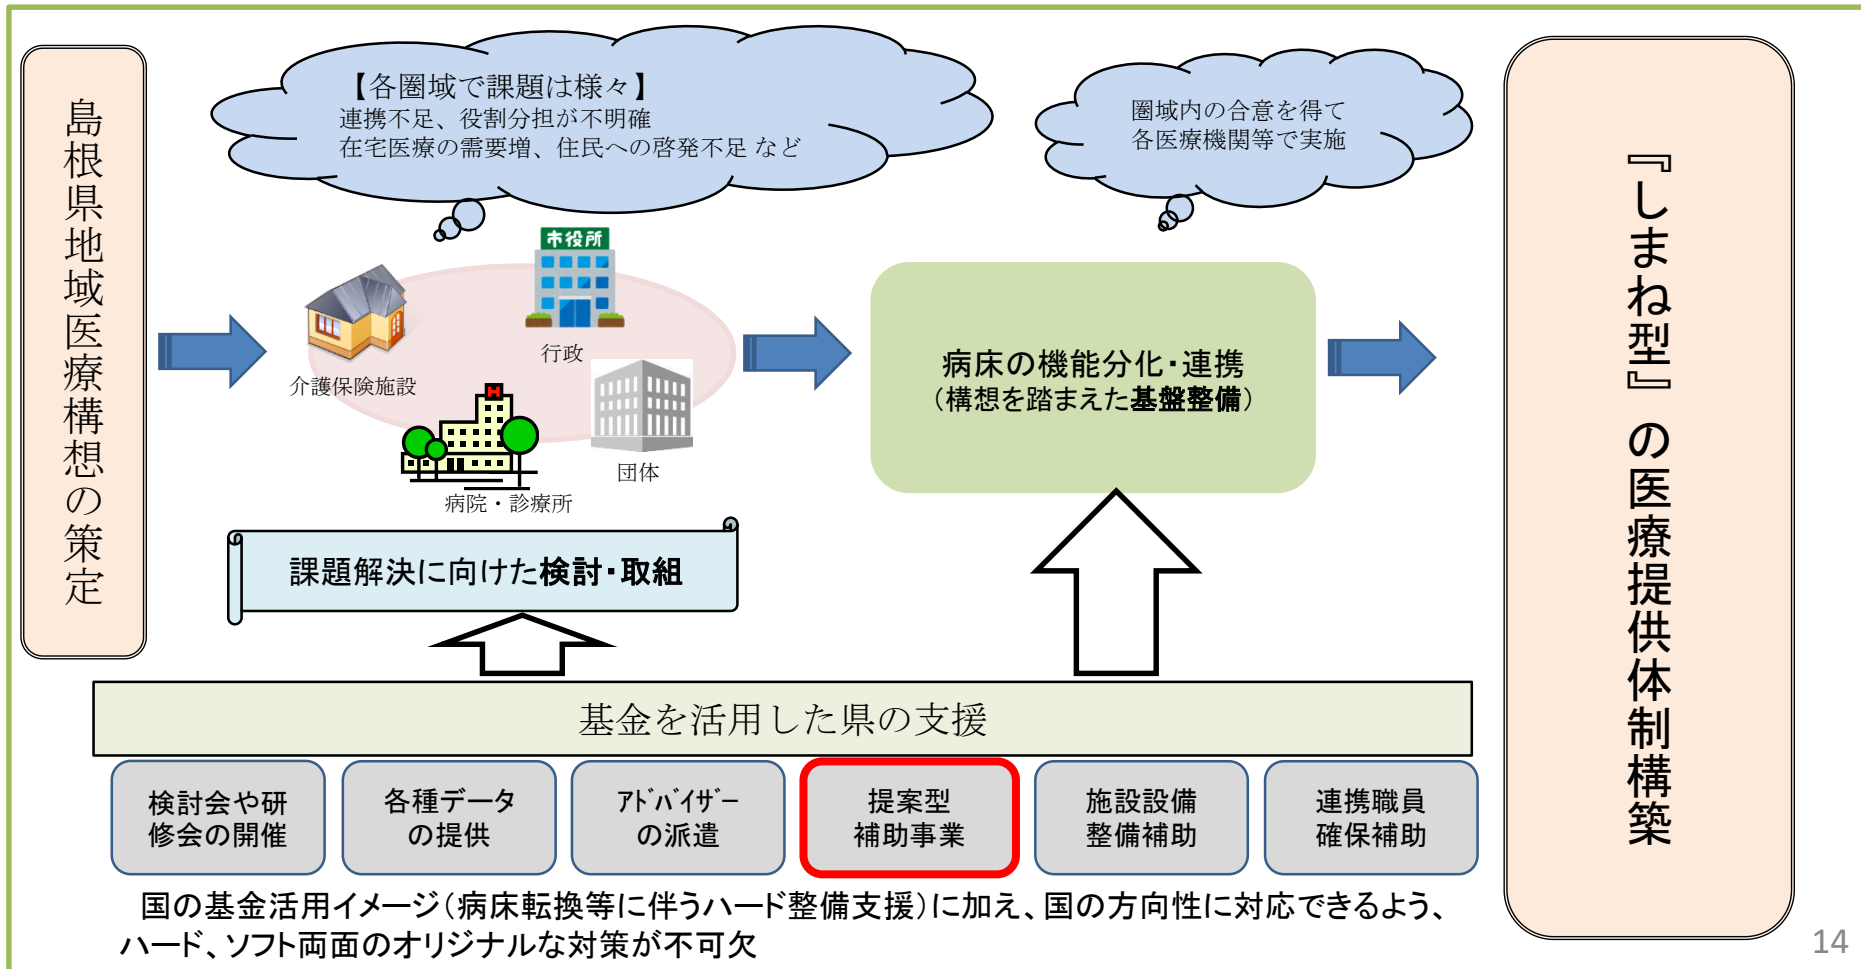 島根県地域医療構想の策定
【各圏域で課題は様々】
連携不足、役割分担が不明確
在宅医療の需要増、住民への啓発不足 など
圏域内の合意を得て
各医療機関等で実施
市役所
行政
介護保険施設
H
団体
病院・診療所
課題解決に向けた検討・取組
病床の機能分化・連携
(構想を踏まえた基盤整備)
『しまね型』の医療提供体制構築
基金を活用した県の支援
検討会や研
修会の開催
各種データ
の提供
ｱﾄﾞﾊﾞｲｻﾞｰ
の派遣
提案型
補助事業
施設設備
整備補助
連携職員
確保補助
国の基金活用イメージ(病床転換等に伴うハード整備支援)に加え、国の方向性に対応できるよう、
ハード、ソフト両面のオリジナルな対策が不可欠
14